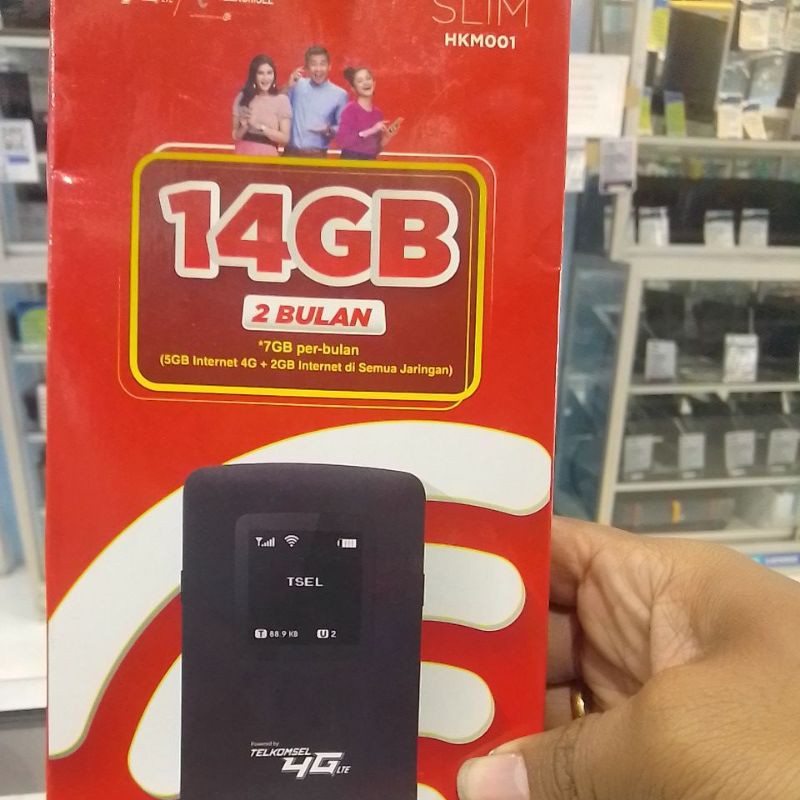 SLIM
HKM001
14GB
2 BULAN
*7GB per-bulan
(5GB Internet 4G + 2GB Internet di Semua Jaringan)
TSEL
T 88.9 KB U 2
Powered by
TELKOMSEL
4G LTE